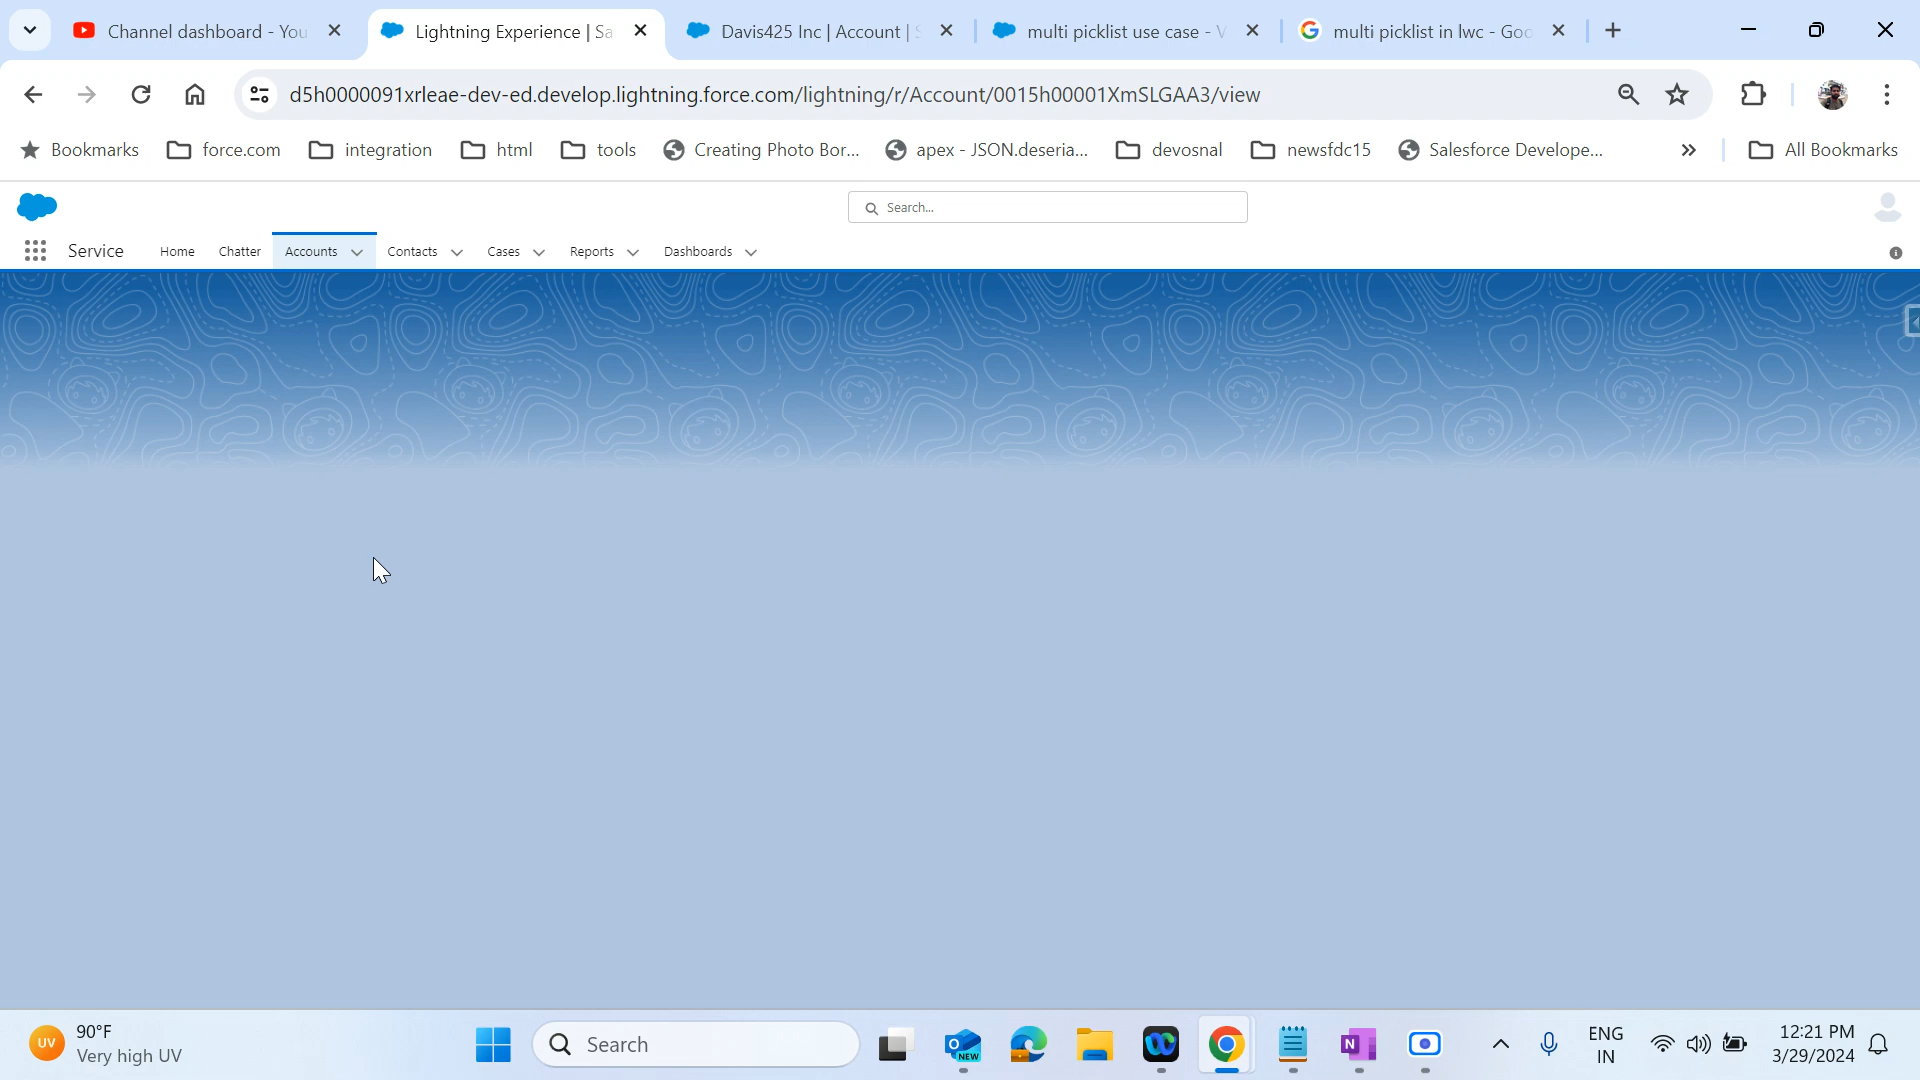 Channel dashboard - You
Lightning Experience | Sa
Davis425 Inc | Account |
multi picklist use case - V
multi picklist in lwc - Goo
d5h0000091xrleae-dev-ed.develop.lightning.force.com/lightning/r/Account/0015h00001XmSLGAA3/view
Bookmarks
force.com
integration
html
tools
Creating Photo Bor...
apex - JSON.deseria...
devosnal
newsfdc15
Salesforce Develope...
All Bookmarks
Search...
Service
Home
Chatter
Accounts
Contacts
Cases
Reports
Dashboards
UV
90°F
Very high UV
Search
NEW
N
ENG
IN
12:21 PM
3/29/2024